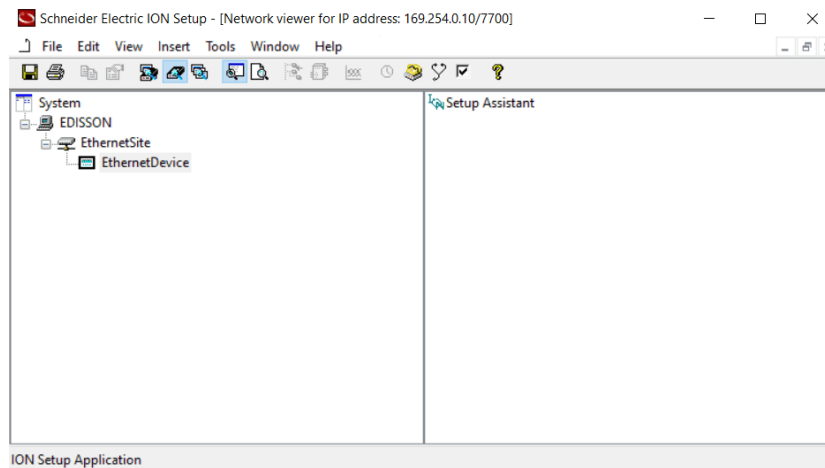 Schneider Electric ION Setup - [Network viewer for IP address: 169.254.0.10/7700]
File Edit View Insert Tools Window Help
System
EDISSON
EthernetSite
EthernetDevice
Setup Assistant
ION Setup Application